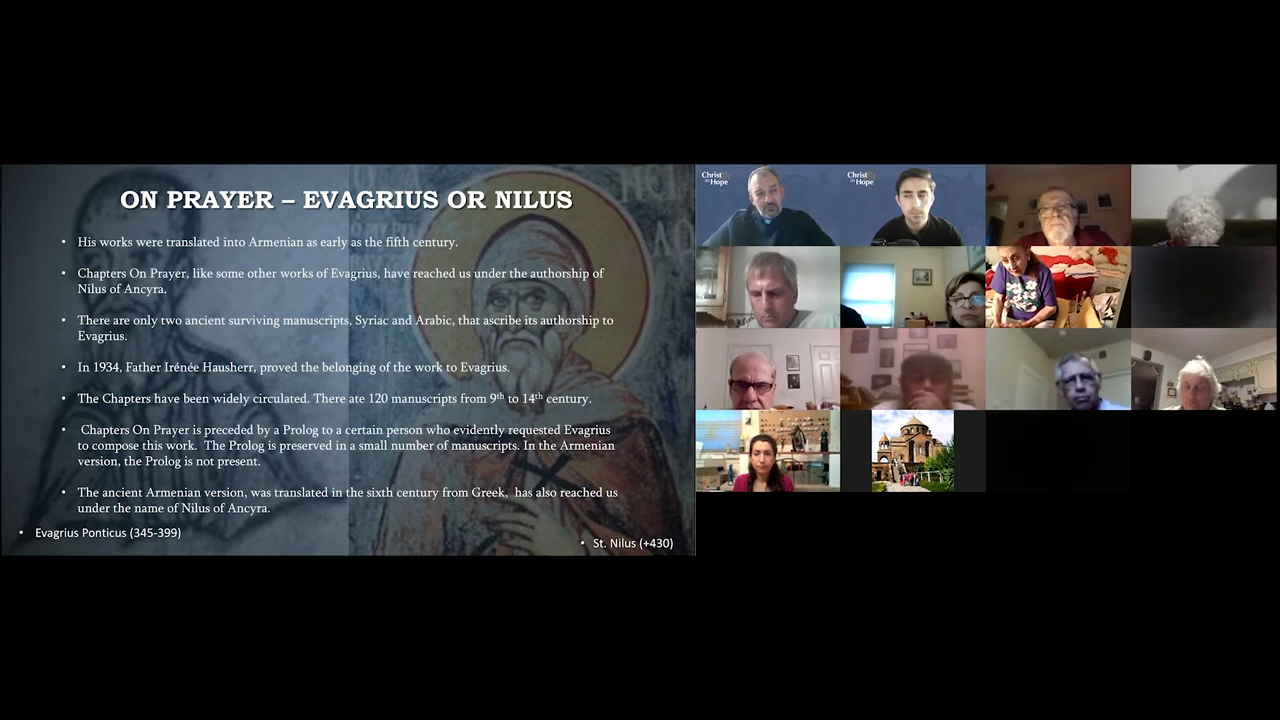 ON PRAYER – EVAGRIUS OR NILUS
• His works were translated into Armenian as early as the fifth century.
• Chapters On Prayer, like some other works of Evagrius, have reached us under the authorship of
Nilus of Ancyra.
• There are only two ancient surviving manuscripts, Syriac and Arabic, that ascribe its authorship to
Evagrius.
• In 1934, Father Irénée Hausherr, proved the belonging of the work to Evagrius.
• The Chapters have been widely circulated. There ate 120 manuscripts from 9th to 14th century.
• Chapters On Prayer is preceded by a Prolog to a certain person who evidently requested Evagrius
to compose this work. The Prolog is preserved in a small number of manuscripts. In the Armenian
version, the Prolog is not present.
• The ancient Armenian version, was translated in the sixth century from Greek, has also reached us
under the name of Nilus of Ancyra.
• Evagrius Ponticus (345-399)
• St. Nilus (+430)
Christ
Hope
Christ
Hope